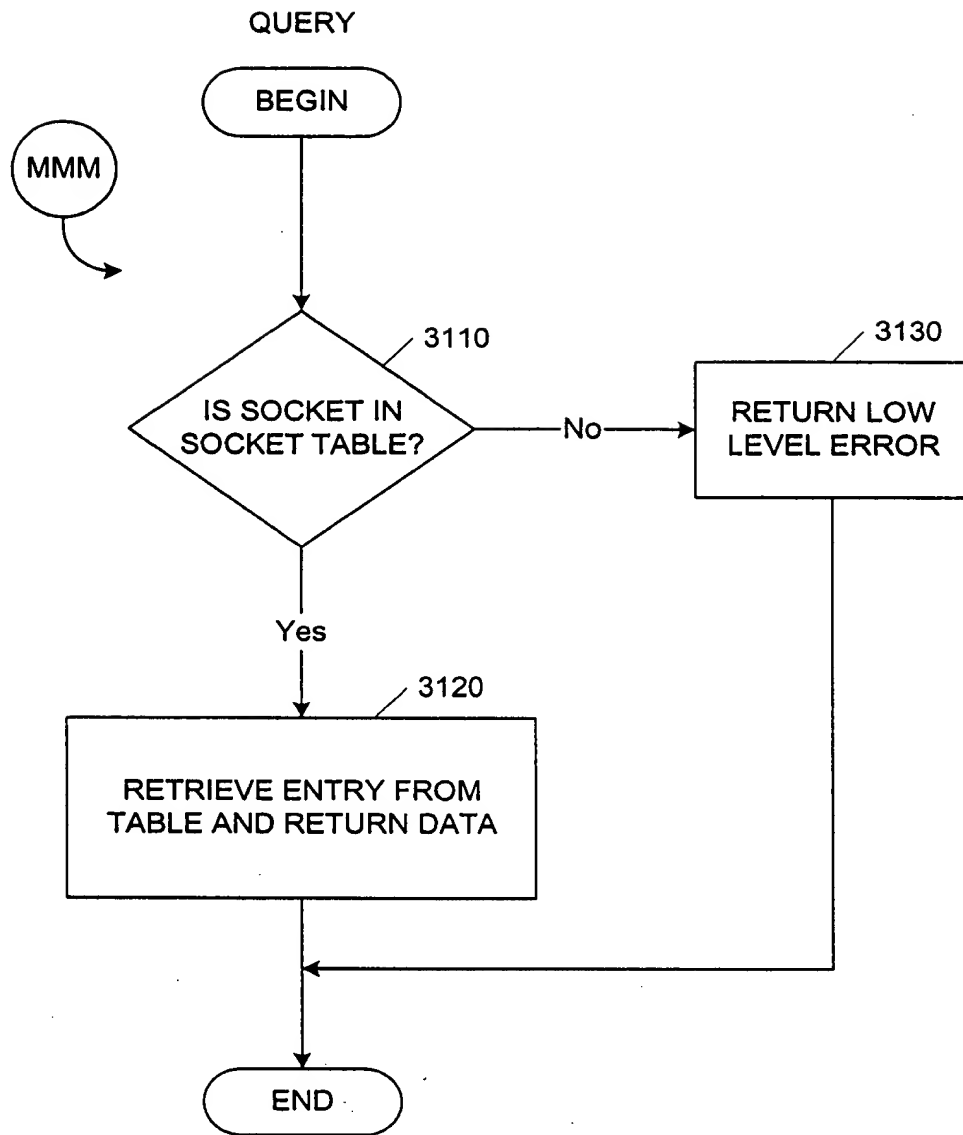 QUERY
BEGIN
MMM
3110
IS SOCKET IN
SOCKET TABLE?
No
3130
RETURN LOW
LEVEL ERROR
Yes
3120
RETRIEVE ENTRY FROM
TABLE AND RETURN DATA
END